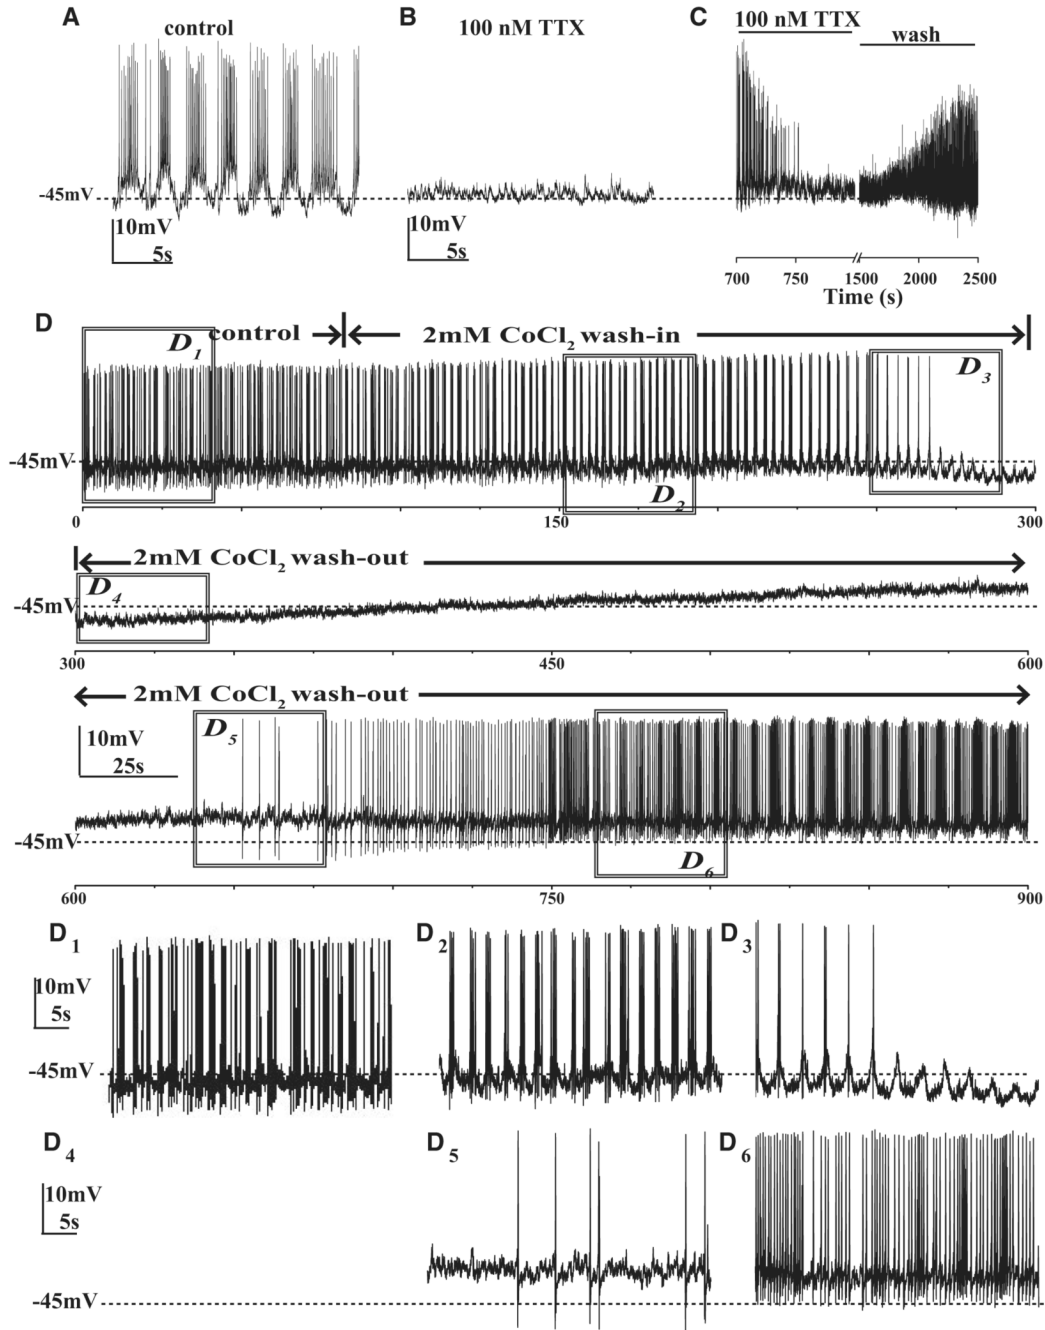 A
control
-45mV
10mV
5s
B
100 nM TTX
10mV
5s
C
100 nM TTX
wash
700
750
1500
2000
2500
Time (s)
D
control
2mM CoCl2 wash-in
D1
D2
D3
-45mV
0
150
300
2mM CoCl2 wash-out
D4
-45mV
300
450
600
2mM CoCl2 wash-out
10mV
25s
D5
D6
-45mV
600
750
900
D1
10mV
5s
-45mV
D2
D3
D4
10mV
5s
-45mV
D5
D6